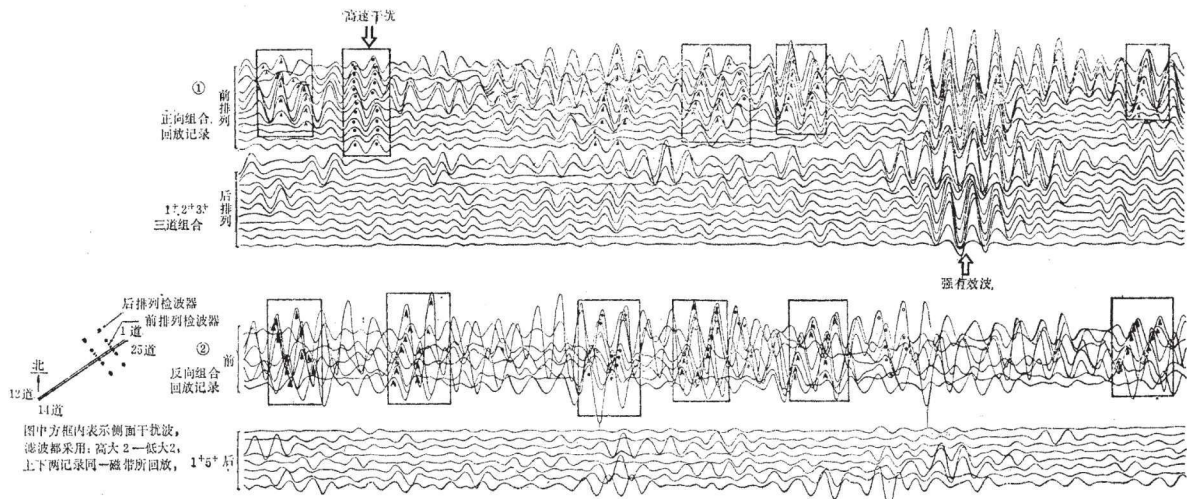 高速干扰
①
前排列
正向组合
回放记录
后排列
1⁺2⁺3⁺
三道组合
强有效波
后排列检波器
前排列检波器
1道
25道
北
12道
14道
②
前
反向组合
回放记录
图中方框内表示侧面干扰波，
滤波都采用：高大2—低大2，
上下两记录同一磁带所回放，
1⁺5⁺后